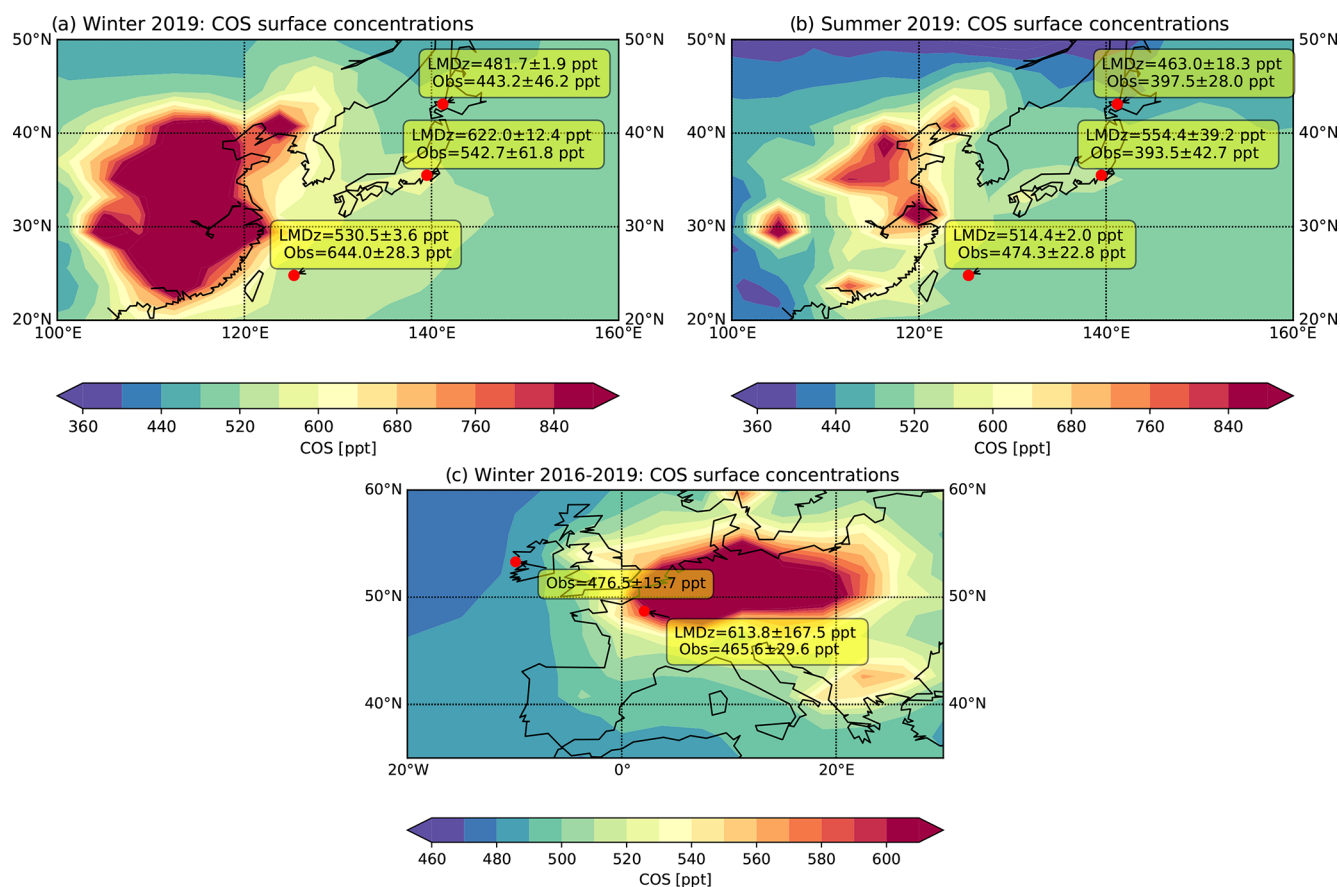 (a) Winter 2019: COS surface concentrations
50°N
50°N
LMDz=481.7±1.9 ppt
Obs=443.2±46.2 ppt
40°N
40°N
LMDz=622.0±12.4 ppt
Obs=542.7±61.8 ppt
30°N
30°N
LMDz=530.5±3.6 ppt
Obs=644.0±28.3 ppt
20°N
20°N
100°E 120°E 140°E 160°E
360 440 520 600 680 760 840
COS [ppt]
(b) Summer 2019: COS surface concentrations
50°N
LMDz=463.0±18.3 ppt
Obs=397.5±28.0 ppt
40°N
LMDz=554.4±39.2 ppt
Obs=393.5±42.7 ppt
30°N
LMDz=514.4±2.0 ppt
Obs=474.3±22.8 ppt
20°N
100°E 120°E 140°E 160°E
360 440 520 600 680 760 840
COS [ppt]
(c) Winter 2016-2019: COS surface concentrations
60°N
60°N
Obs=476.5±15.7 ppt
50°N
50°N
LMDz=613.8±167.5 ppt
Obs=465.6±29.6 ppt
40°N
40°N
20°W 0° 20°E
460 480 500 520 540 560 580 600
COS [ppt]